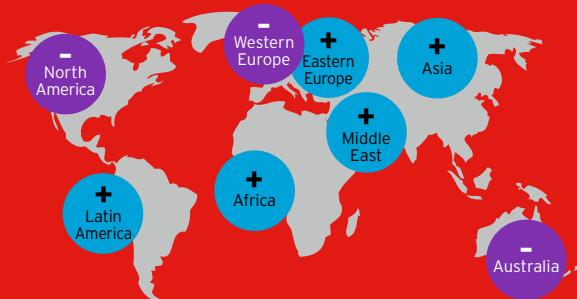 -
North
America
-
Western
Europe
+
Eastern
Europe
+
Asia
+
Middle
East
+
Latin
America
+
Africa
-
Australia